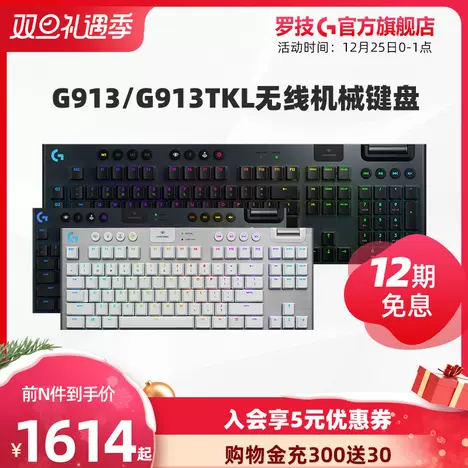 双旦礼遇季
罗技G官方旗舰店
活动时间：12月25日0-1点
G913/G913TKL无线机械键盘
12期
免息
前N件到手价
¥1614起
入会享5元优惠券
购物金充300送30